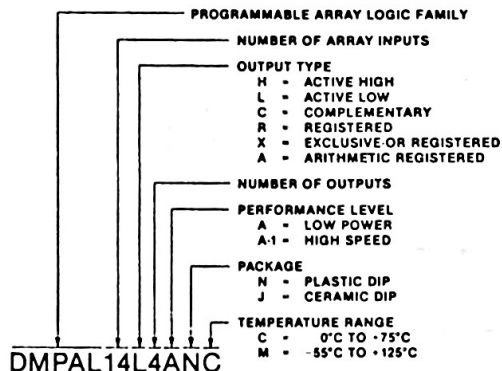 PROGRAMMABLE ARRAY LOGIC FAMILY
NUMBER OF ARRAY INPUTS
OUTPUT TYPE
H = ACTIVE HIGH
L = ACTIVE LOW
C = COMPLEMENTARY
R = REGISTERED
X = EXCLUSIVE-OR REGISTERED
A = ARITHMETIC REGISTERED
NUMBER OF OUTPUTS
PERFORMANCE LEVEL
A = LOW POWER
A-1 = HIGH SPEED
PACKAGE
N = PLASTIC DIP
J = CERAMIC DIP
TEMPERATURE RANGE
C = 0°C TO +75°C
M = -55°C TO +125°C
DMPAL14L4ANC